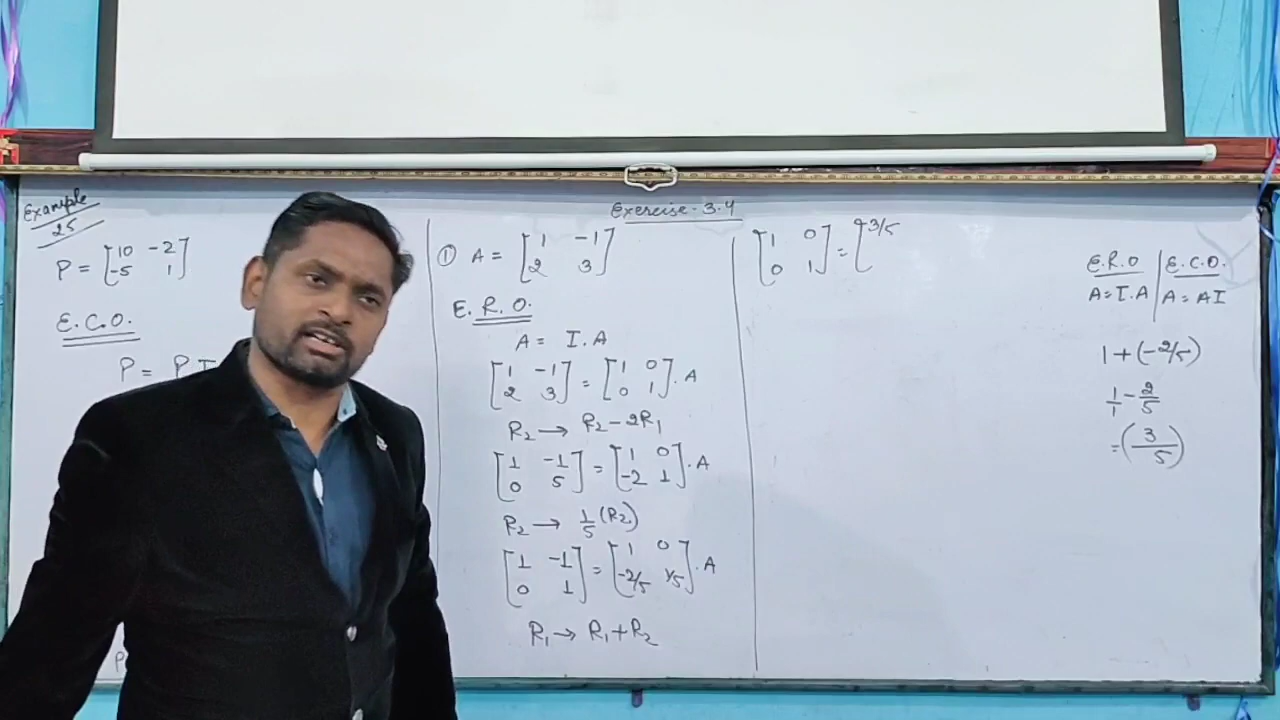 Example
25
P = [10 -2
-5 1]
E.C.O.
P = P I
Exercise-3.4
① A = [1 -1
2 3]
E. R. O.
A = I.A
[1 -1
2 3] = [1 0
0 1] . A
R2 → R2 - 2R1
[1 -1
0 5] = [1 0
-2 1] . A
R2 → 1/5 (R2)
[1 -1
0 1] = [1 0
-2/5 1/5] . A
R1 → R1 + R2
[1 0
0 1] = [3/5
E.R.O | E.C.O.
A = I.A | A = AI
1 + (-2/5)
1/1 - 2/5
= (3/5)